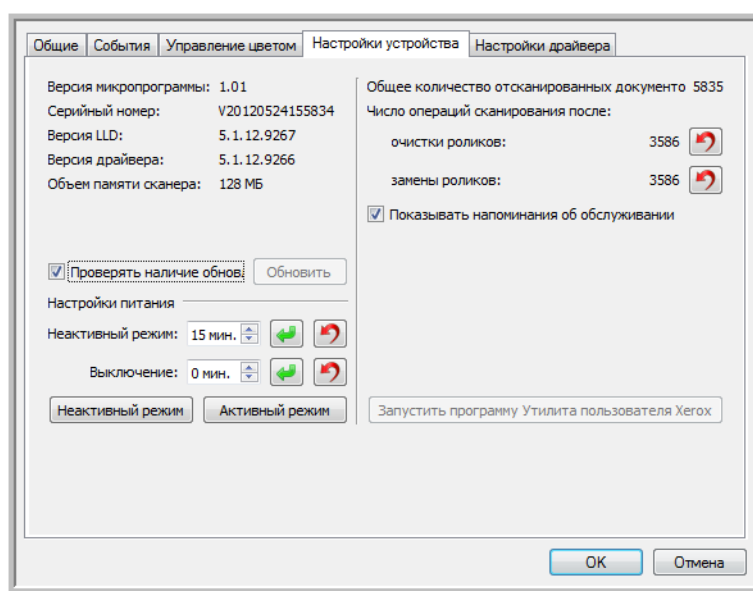 Общие События Управление цветом Настройки устройства Настройки драйвера
Версия микропрограммы: 1.01
Серийный номер: V20120524155834
Версия LLD: 5.1.12.9267
Версия драйвера: 5.1.12.9266
Объем памяти сканера: 128 МБ
Проверять наличие обнов. Обновить
Настройки питания
Неактивный режим: 15 мин.
Выключение: 0 мин.
Неактивный режим Активный режим
Общее количество отсканированных документо 5835
Число операций сканирования после:
очистки роликов: 3586
замены роликов: 3586
Показывать напоминания об обслуживании
Запустить программу Утилита пользователя Xerox
OK Отмена